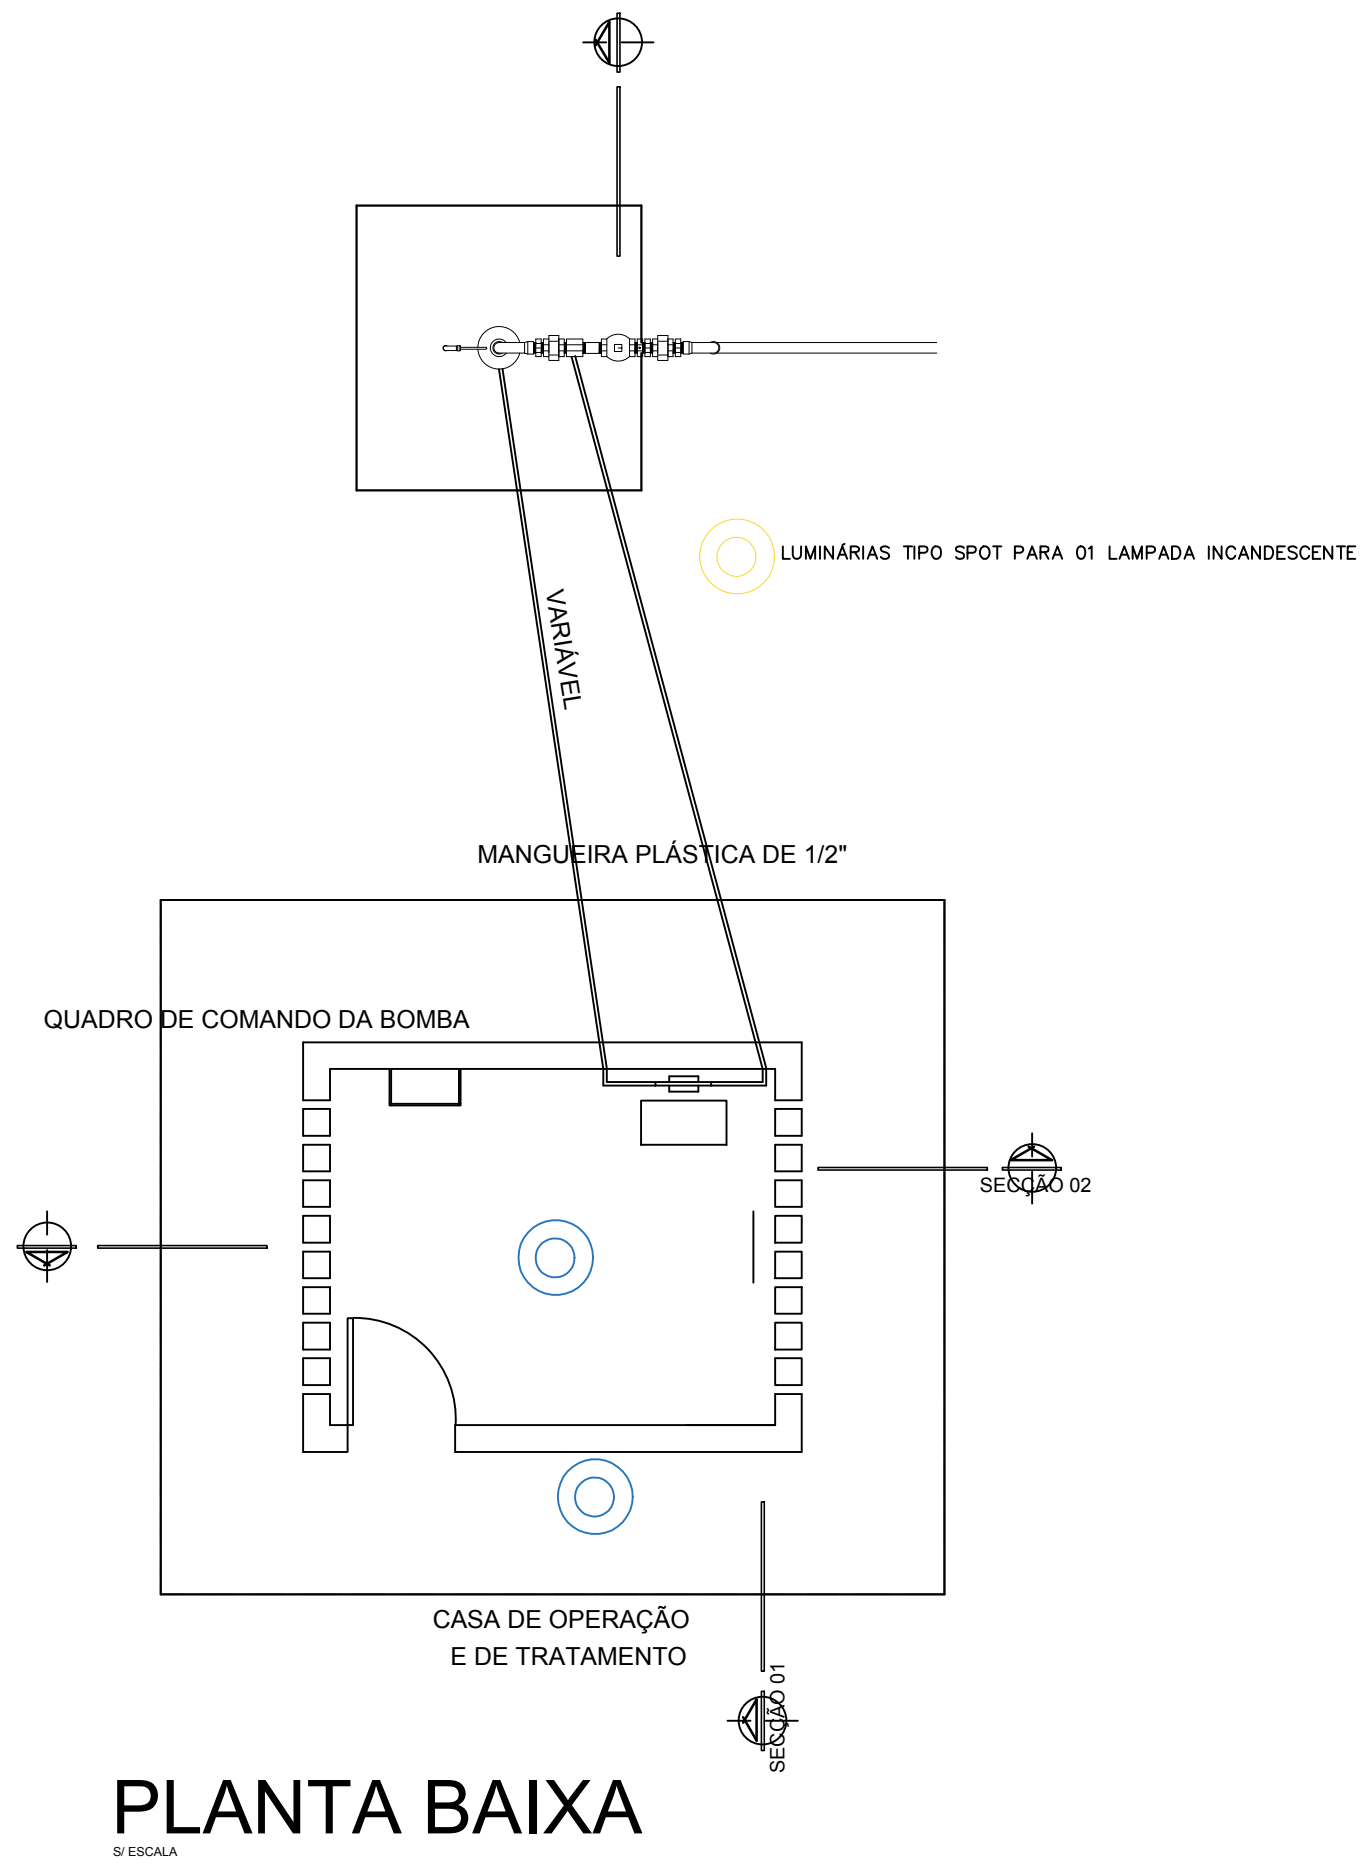 LUMINÁRIAS TIPO SPOT PARA 01 LAMPADA INCANDESCENTE
VARIÁVEL
MANGUEIRA PLÁSTICA DE 1/2"
QUADRO DE COMANDO DA BOMBA
SECÇÃO 02
CASA DE OPERAÇÃO
E DE TRATAMENTO
SECÇÃO 01
PLANTA BAIXA
S/ ESCALA